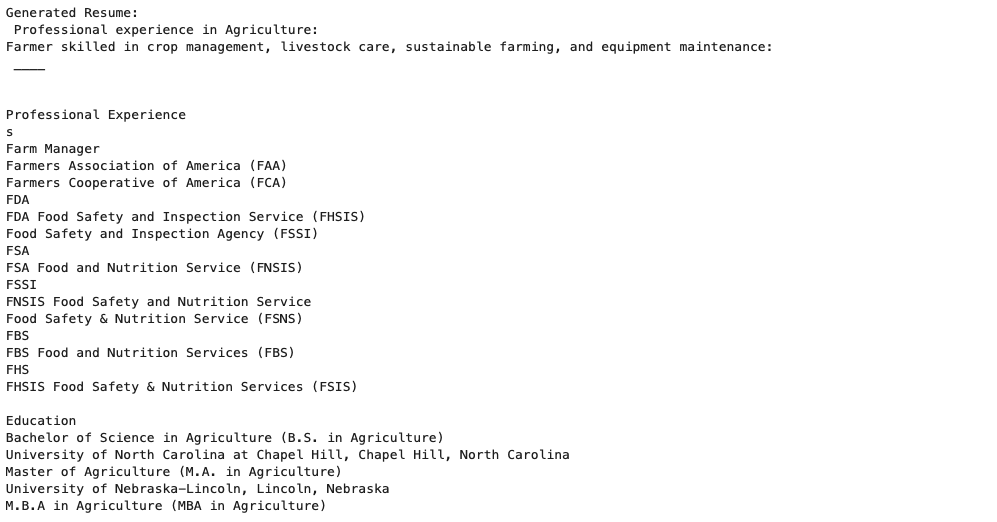 Generated Resume:
Professional experience in Agriculture:
Farmer skilled in crop management, livestock care, sustainable farming, and equipment maintenance:
____
Professional Experience
s
Farm Manager
Farmers Association of America (FAA)
Farmers Cooperative of America (FCA)
FDA
FDA Food Safety and Inspection Service (FHSIS)
Food Safety and Inspection Agency (FSSI)
FSA
FSA Food and Nutrition Service (FNSIS)
FSSI
FNSIS Food Safety and Nutrition Service
Food Safety & Nutrition Service (FSNS)
FBS
FBS Food and Nutrition Services (FBS)
FHS
FHSIS Food Safety & Nutrition Services (FSIS)
Education
Bachelor of Science in Agriculture (B.S. in Agriculture)
University of North Carolina at Chapel Hill, Chapel Hill, North Carolina
Master of Agriculture (M.A. in Agriculture)
University of Nebraska–Lincoln, Lincoln, Nebraska
M.B.A in Agriculture (MBA in Agriculture)